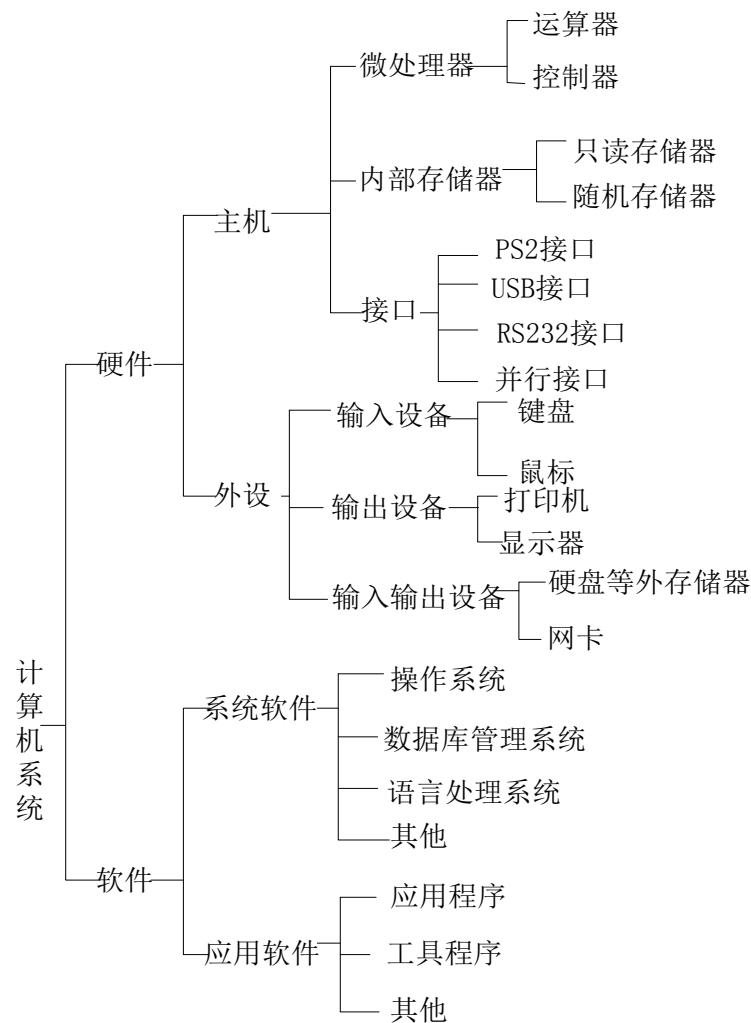 计算机系统
硬件
主机
微处理器
运算器
控制器
内部存储器
只读存储器
随机存储器
接口
PS2接口
USB接口
RS232接口
并行接口
外设
输入设备
键盘
鼠标
输出设备
打印机
显示器
输入输出设备
硬盘等外存储器
网卡
软件
系统软件
操作系统
数据库管理系统
语言处理系统
其他
应用软件
应用程序
工具程序
其他